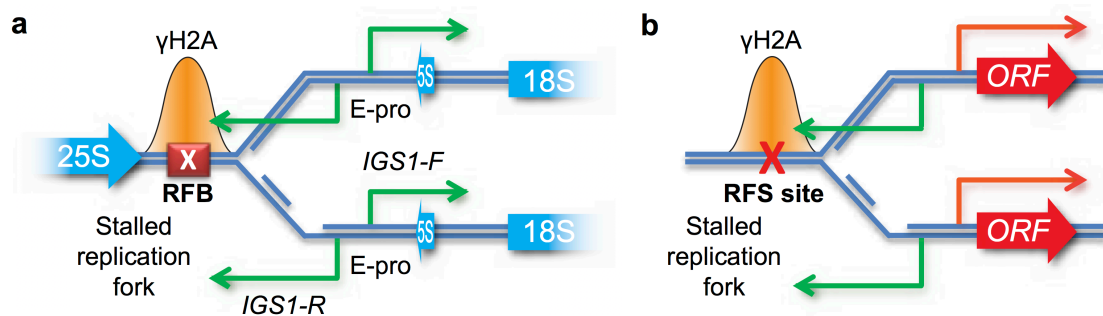 a
γH2A
E-pro
5S
18S
25S
X
RFB
IGS1-F
Stalled
replication
fork
5S
18S
E-pro
IGS1-R
b
γH2A
ORF
X
RFS site
Stalled
replication
fork
ORF